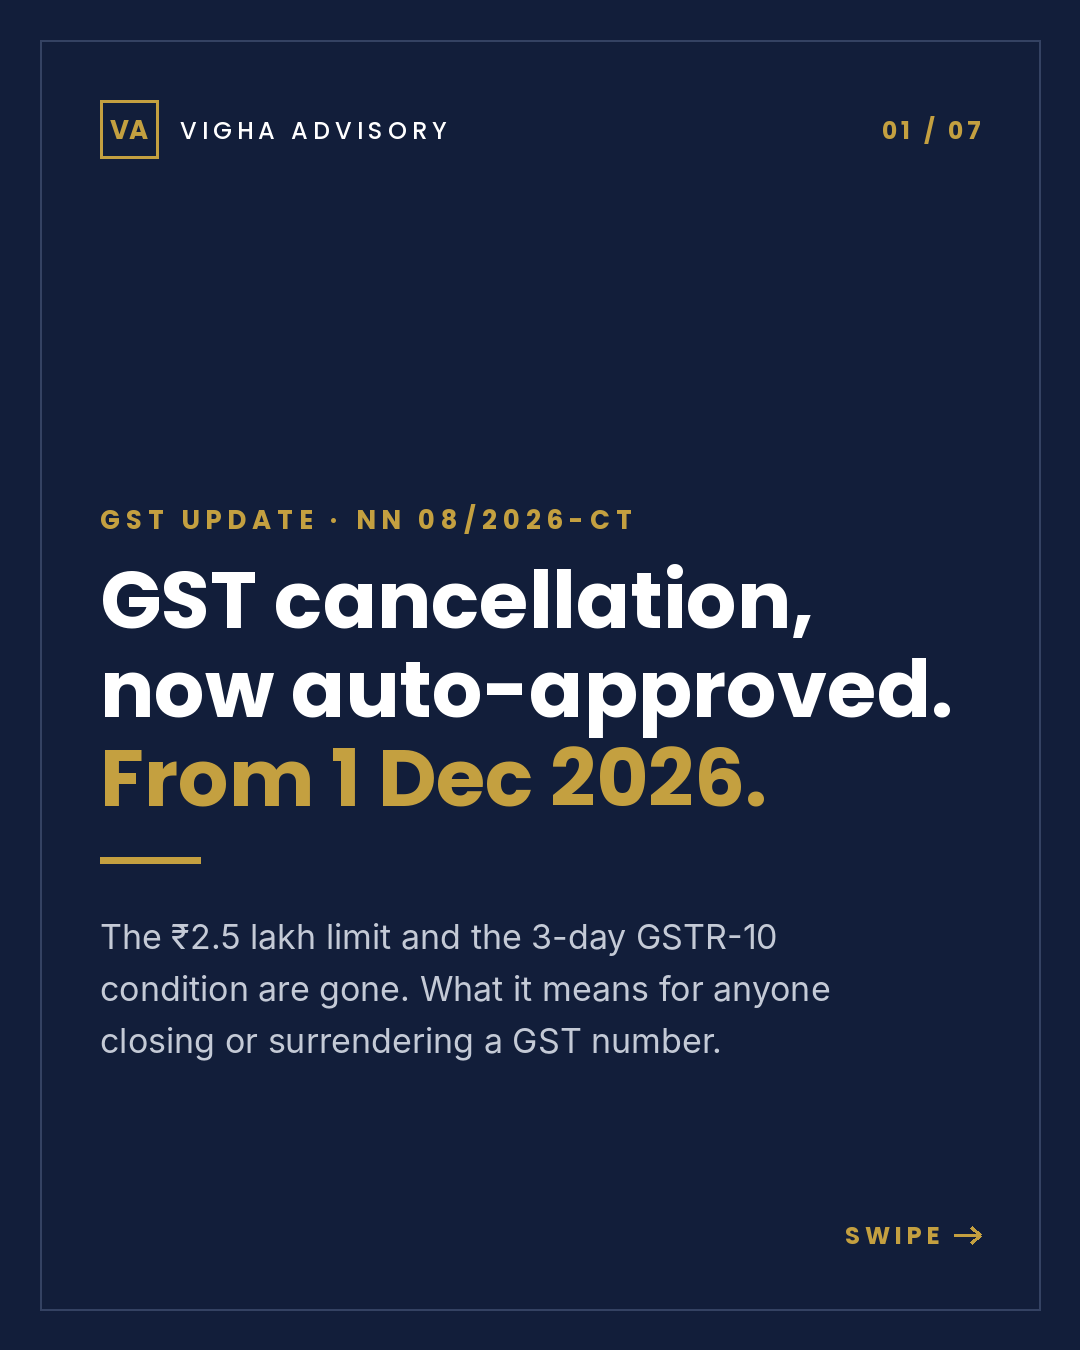 VA VIGHA ADVISORY 01 / 07
GST UPDATE · NN 08/2026-CT
GST cancellation,
now auto-approved.
From 1 Dec 2026.
The ₹2.5 lakh limit and the 3-day GSTR-10
condition are gone. What it means for anyone
closing or surrendering a GST number.
SWIPE →